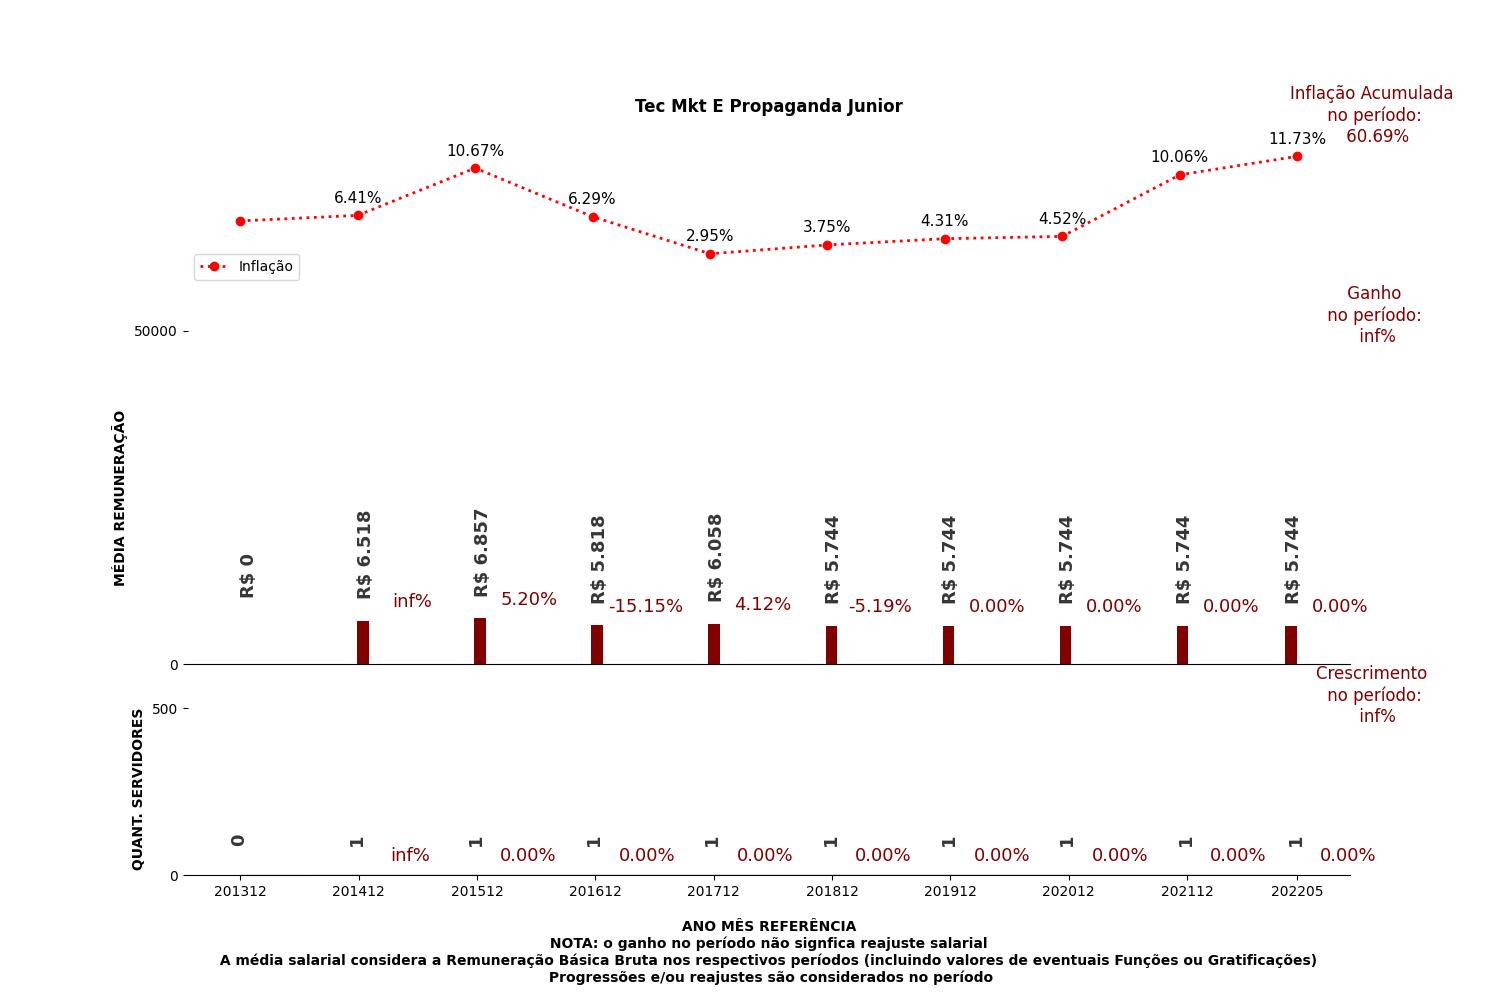 Tec Mkt E Propaganda Junior
Inflação Acumulada
no período:
60.69%
6.41%
10.67%
6.29%
2.95%
3.75%
4.31%
4.52%
10.06%
11.73%
Inflação
Ganho
no período:
inf%
50000
0
MÉDIA REMUNERAÇÃO
R$ 0
R$ 6.518
R$ 6.857
R$ 5.818
R$ 6.058
R$ 5.744
R$ 5.744
R$ 5.744
R$ 5.744
R$ 5.744
inf%
5.20%
-15.15%
4.12%
-5.19%
0.00%
0.00%
0.00%
0.00%
Crescrimento
no período:
inf%
500
0
QUANT. SERVIDORES
0
1
1
1
1
1
1
1
1
1
inf%
0.00%
0.00%
0.00%
0.00%
0.00%
0.00%
0.00%
0.00%
201312
201412
201512
201612
201712
201812
201912
202012
202112
202205
ANO MÊS REFERÊNCIA
NOTA: o ganho no período não signfica reajuste salarial
A média salarial considera a Remuneração Básica Bruta nos respectivos períodos (incluindo valores de eventuais Funções ou Gratificações)
Progressões e/ou reajustes são considerados no período